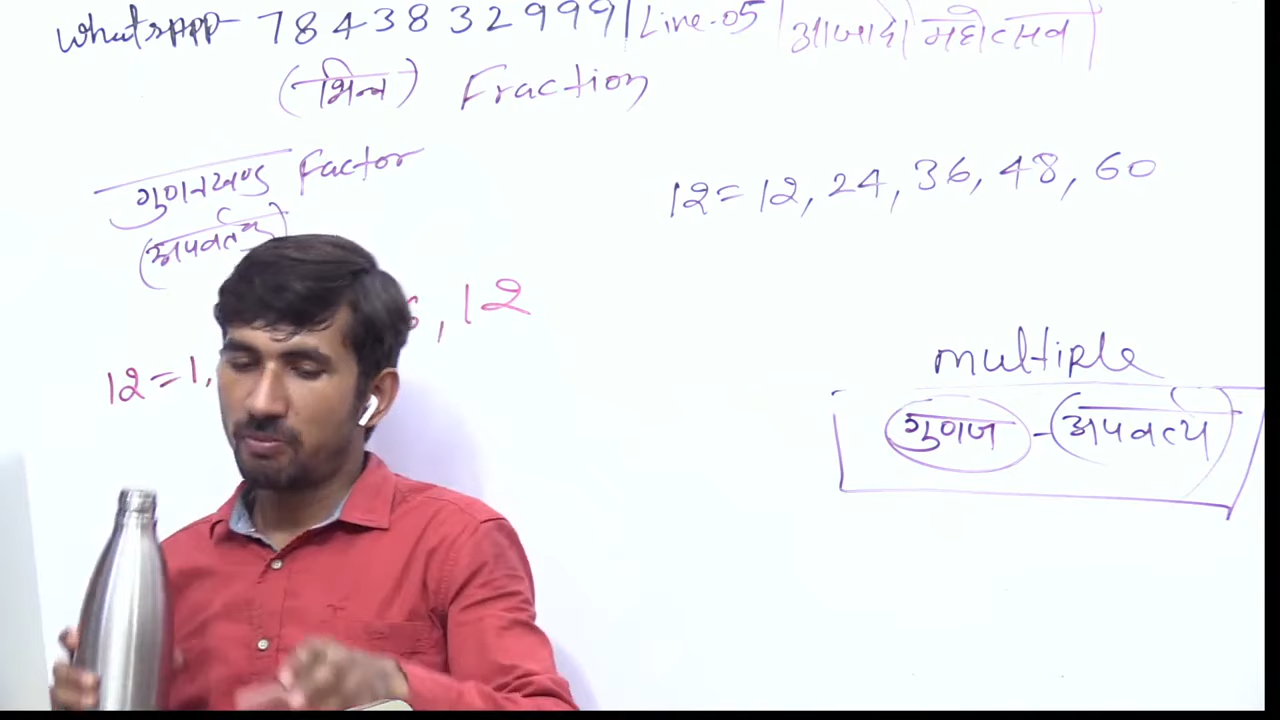 Whatsapp - 7843832999 | Line-05 | आजादी महोत्सव
(भिन्न) Fraction
गुणनखण्ड Factor
(अपवर्तक)
12 = 12, 24, 36, 48, 60
, 12
12 = 1,
multiple
गुणज - (अपवर्त्य)